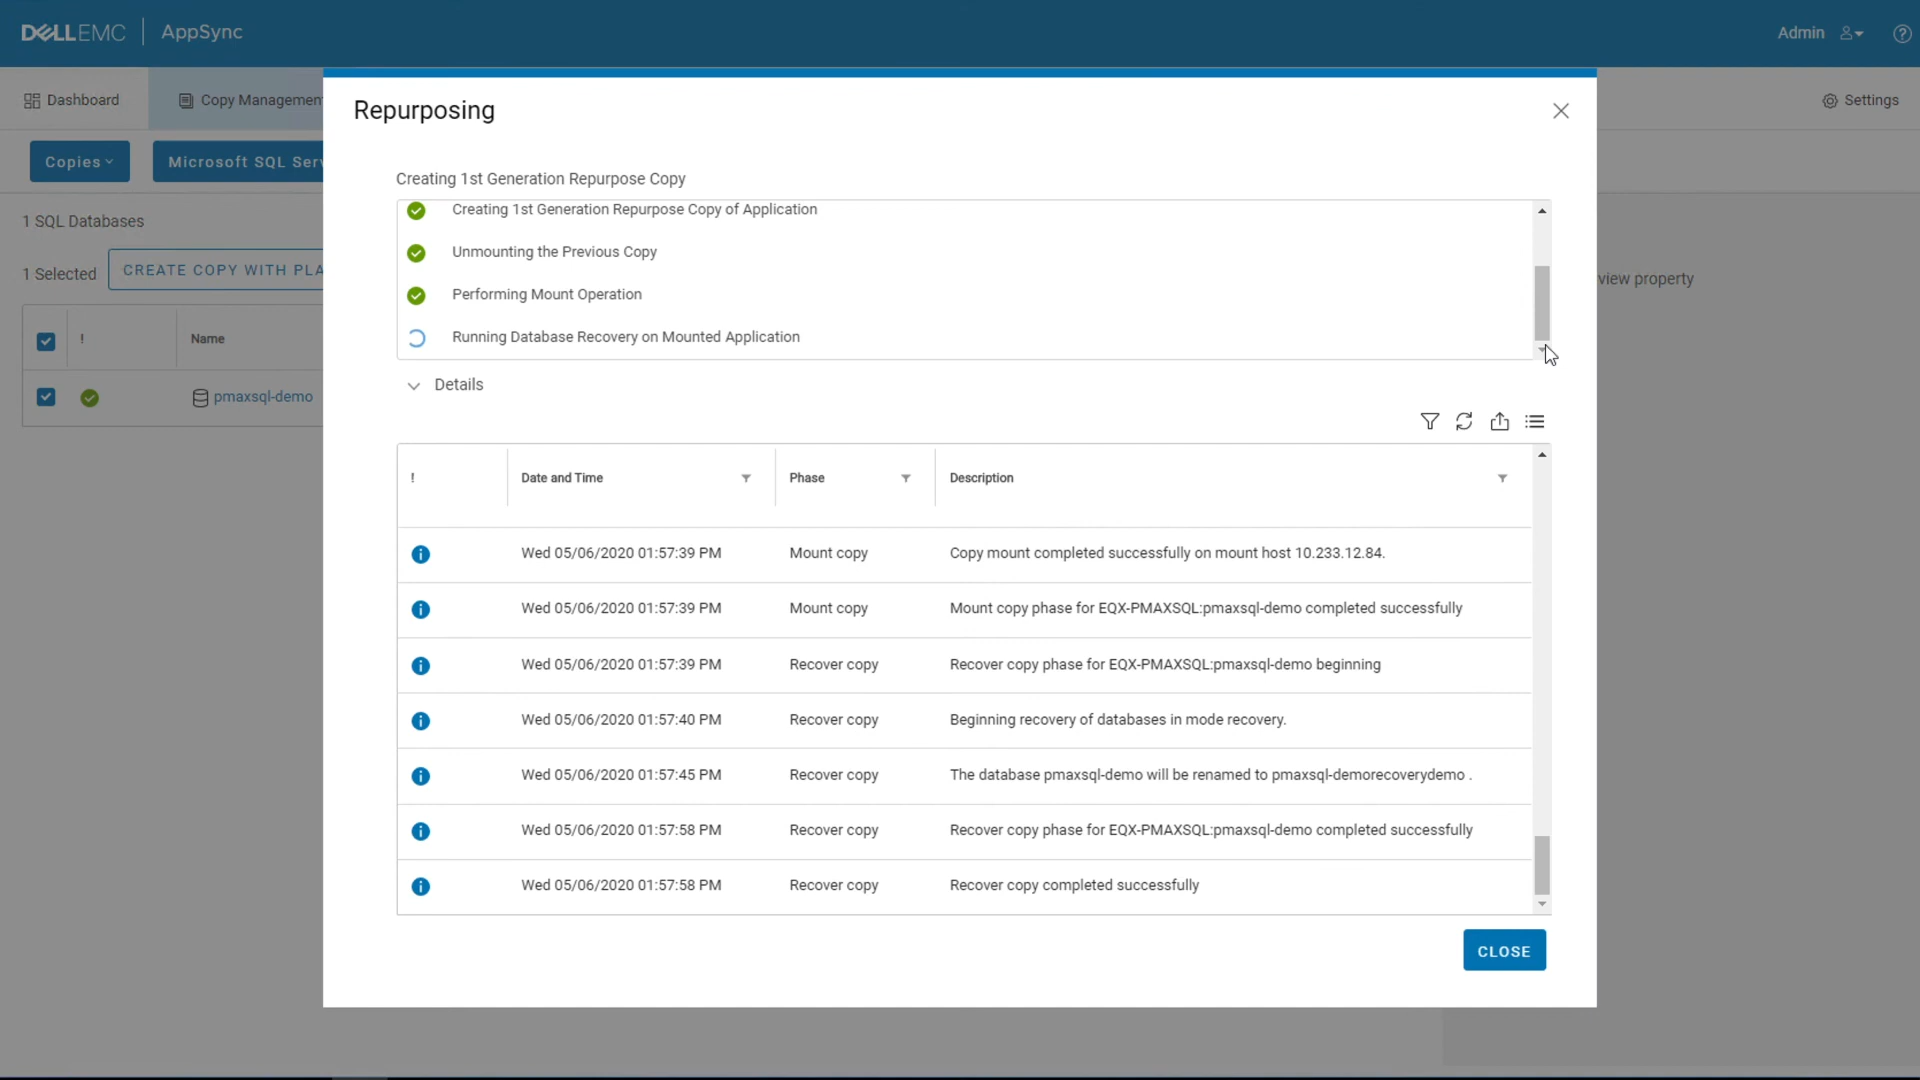 DELLEMC AppSync Admin
Dashboard Copy Managemen Settings
Repurposing
Copies Microsoft SQL Serv
Creating 1st Generation Repurpose Copy
1 SQL Databases
Creating 1st Generation Repurpose Copy of Application
Unmounting the Previous Copy
1 Selected CREATE COPY WITH PLA view property
Performing Mount Operation
! Name
Running Database Recovery on Mounted Application
Details
pmaxsql-demo
! Date and Time Phase Description
Wed 05/06/2020 01:57:39 PM Mount copy Copy mount completed successfully on mount host 10.233.12.84.
Wed 05/06/2020 01:57:39 PM Mount copy Mount copy phase for EQX-PMAXSQL:pmaxsql-demo completed successfully
Wed 05/06/2020 01:57:39 PM Recover copy Recover copy phase for EQX-PMAXSQL:pmaxsql-demo beginning
Wed 05/06/2020 01:57:40 PM Recover copy Beginning recovery of databases in mode recovery.
Wed 05/06/2020 01:57:45 PM Recover copy The database pmaxsql-demo will be renamed to pmaxsql-demorecoverydemo .
Wed 05/06/2020 01:57:58 PM Recover copy Recover copy phase for EQX-PMAXSQL:pmaxsql-demo completed successfully
Wed 05/06/2020 01:57:58 PM Recover copy Recover copy completed successfully
CLOSE